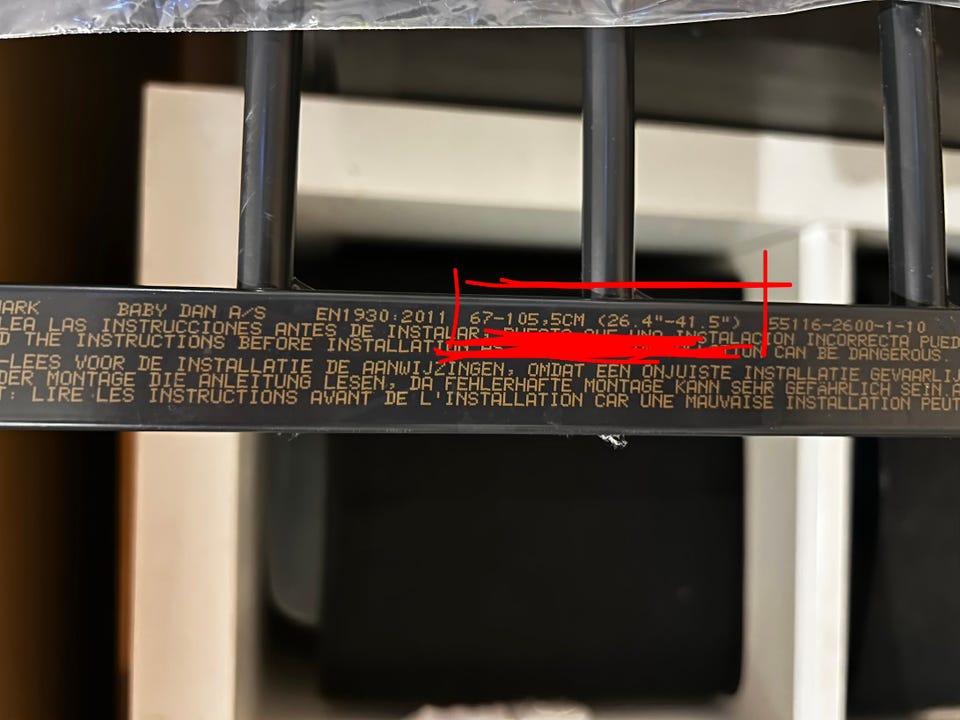 ARK BABY DAN A/S EN1930:2011 67-105.5CM (26.4"-41.5") 55116-2600-1-10
LEA LAS INSTRUCCIONES ANTES DE INSTALAR, PUESTO QUE UNA INSTALACION INCORRECTA PUED
D THE INSTRUCTIONS BEFORE INSTALLATION AS CAN BE DANGEROUS.
-LEES VOOR DE INSTALLATIE DE AANWIJZINGEN, OMDAT EEN ONJUISTE INSTALLATIE GEVAARLIJ
DER MONTAGE DIE ANLEITUNG LESEN, DA FEHLERHAFTE MONTAGE KANN SEHR GEFÄHRLICH SEIN.
: LIRE LES INSTRUCTIONS AVANT DE L'INSTALLATION CAR UNE MAUVAISE INSTALLATION PEUT